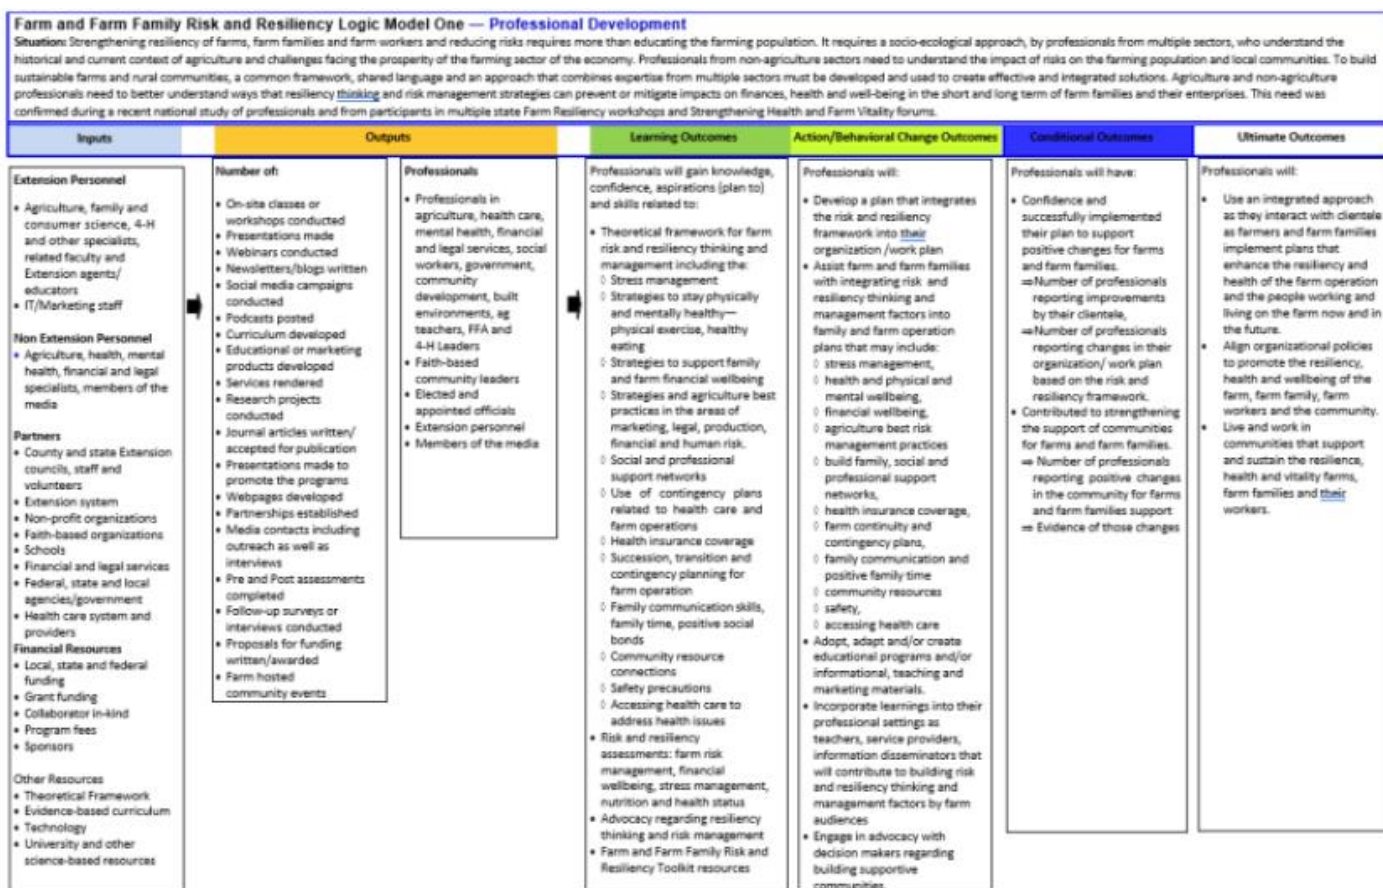 Farm and Farm Family Risk and Resiliency Logic Model One — Professional Development
Situation: Strengthening resiliency of farms, farm families and farm workers and reducing risks requires more than educating the farming population. It requires a socio-ecological approach, by professionals from multiple sectors, who understand the
historical and current context of agriculture and challenges facing the prosperity of the farming sector of the economy. Professionals from non-agriculture sectors need to understand the impact of risks on the farming population and local communities. To build
sustainable farms and rural communities, a common framework, shared language and an approach that combines expertise from multiple sectors must be developed and used to create effective and integrated solutions. Agriculture and non-agriculture
professionals need to better understand ways that resiliency thinking and risk management strategies can prevent or mitigate impacts on finances, health and well-being in the short and long term of farm families and their enterprises. This need was
confirmed during a recent national study of professionals and from participants in multiple state Farm Resiliency workshops and Strengthening Health and Farm Vitality forums.
Inputs
Extension Personnel
• Agriculture, family and
consumer science, 4-H
and other specialists,
related faculty and
Extension agents/
educators
• IT/Marketing staff
Non Extension Personnel
• Agriculture, health, mental
health, financial and legal
specialists, members of the
media
Partners
• County and state Extension
councils, staff and
volunteers
• Extension system
• Non-profit organizations
• Faith-based organizations
• Schools
• Financial and legal services
• Federal, state and local
agencies/government
• Health care system and
providers
Financial Resources
• Local, state and federal
funding
• Grant funding
• Collaborator in-kind
• Program fees
• Sponsors
Other Resources
• Theoretical Framework
• Evidence-based curriculum
• Technology
• University and other
science-based resources
Outputs
Number of:
• On-site classes or
workshops conducted
• Presentations made
• Webinars conducted
• Newsletters/blogs written
• Social media campaigns
conducted
• Podcasts posted
• Curriculum developed
• Educational or marketing
products developed
• Services rendered
• Research projects
conducted
• Journal articles written/
accepted for publication
• Presentations made to
promote the programs
• Webpages developed
• Partnerships established
• Media contacts including
outreach as well as
interviews
• Pre and Post assessments
completed
• Follow-up surveys or
interviews conducted
• Proposals for funding
written/awarded
• Farm hosted
community events
Professionals
• Professionals in
agriculture, health care,
mental health, financial
and legal services, social
workers, government,
community
development, built
environments, ag
teachers, FFA and
4-H Leaders
• Faith-based
community leaders
• Elected and
appointed officials
• Extension personnel
• Members of the media
Learning Outcomes
Professionals will gain knowledge,
confidence, aspirations (plan to)
and skills related to:
• Theoretical framework for farm
risk and resiliency thinking and
management including the:
◊ Stress management
◊ Strategies to stay physically
and mentally healthy—
physical exercise, healthy
eating
◊ Strategies to support family
and farm financial wellbeing
◊ Strategies and agriculture best
practices in the areas of
marketing, legal, production,
financial and human risk.
◊ Social and professional
support networks
◊ Use of contingency plans
related to health care and
farm operations
◊ Health insurance coverage
◊ Succession, transition and
contingency planning for
farm operation
◊ Family communication skills,
family time, positive social
bonds
◊ Community resource
connections
◊ Safety precautions
◊ Accessing health care to
address health issues
• Risk and resiliency
assessments: farm risk
management, financial
wellbeing, stress management,
nutrition and health status
• Advocacy regarding resiliency
thinking and risk management
• Farm and Farm Family Risk and
Resiliency Toolkit resources
Action/Behavioral Change Outcomes
Professionals will:
• Develop a plan that integrates
the risk and resiliency
framework into their
organization /work plan
• Assist farm and farm families
with integrating risk and
resiliency thinking and
management factors into
family and farm operation
plans that may include:
◊ stress management,
◊ health and physical and
mental wellbeing,
◊ financial wellbeing,
◊ agriculture best risk
management practices
◊ build family, social and
professional support
networks,
◊ health insurance coverage,
◊ farm continuity and
contingency plans,
◊ family communication and
positive family time
◊ community resources
◊ safety,
◊ accessing health care
• Adopt, adapt and/or create
educational programs and/or
informational, teaching and
marketing materials.
• Incorporate learnings into their
professional settings as
teachers, service providers,
information disseminators that
will contribute to building risk
and resiliency thinking and
management factors by farm
audiences
• Engage in advocacy with
decision makers regarding
building supportive
communities.
Conditional Outcomes
Professionals will have:
• Confidence and
successfully implemented
their plan to support
positive changes for farms
and farm families.
⇒Number of professionals
reporting improvements
by their clientele,
⇒Number of professionals
reporting changes in their
organization/ work plan
based on the risk and
resiliency framework.
• Contributed to strengthening
the support of communities
for farms and farm families.
⇒ Number of professionals
reporting positive changes
in the community for farms
and farm families support
⇒ Evidence of those changes
Ultimate Outcomes
Professionals will:
• Use an integrated approach
as they interact with clientele
as farmers and farm families
implement plans that
enhance the resiliency and
health of the farm operation
and the people working and
living on the farm now and in
the future.
• Align organizational policies
to promote the resiliency,
health and wellbeing of the
farm, farm family, farm
workers and the community.
• Live and work in
communities that support
and sustain the resilience,
health and vitality farms,
farm families and their
workers.